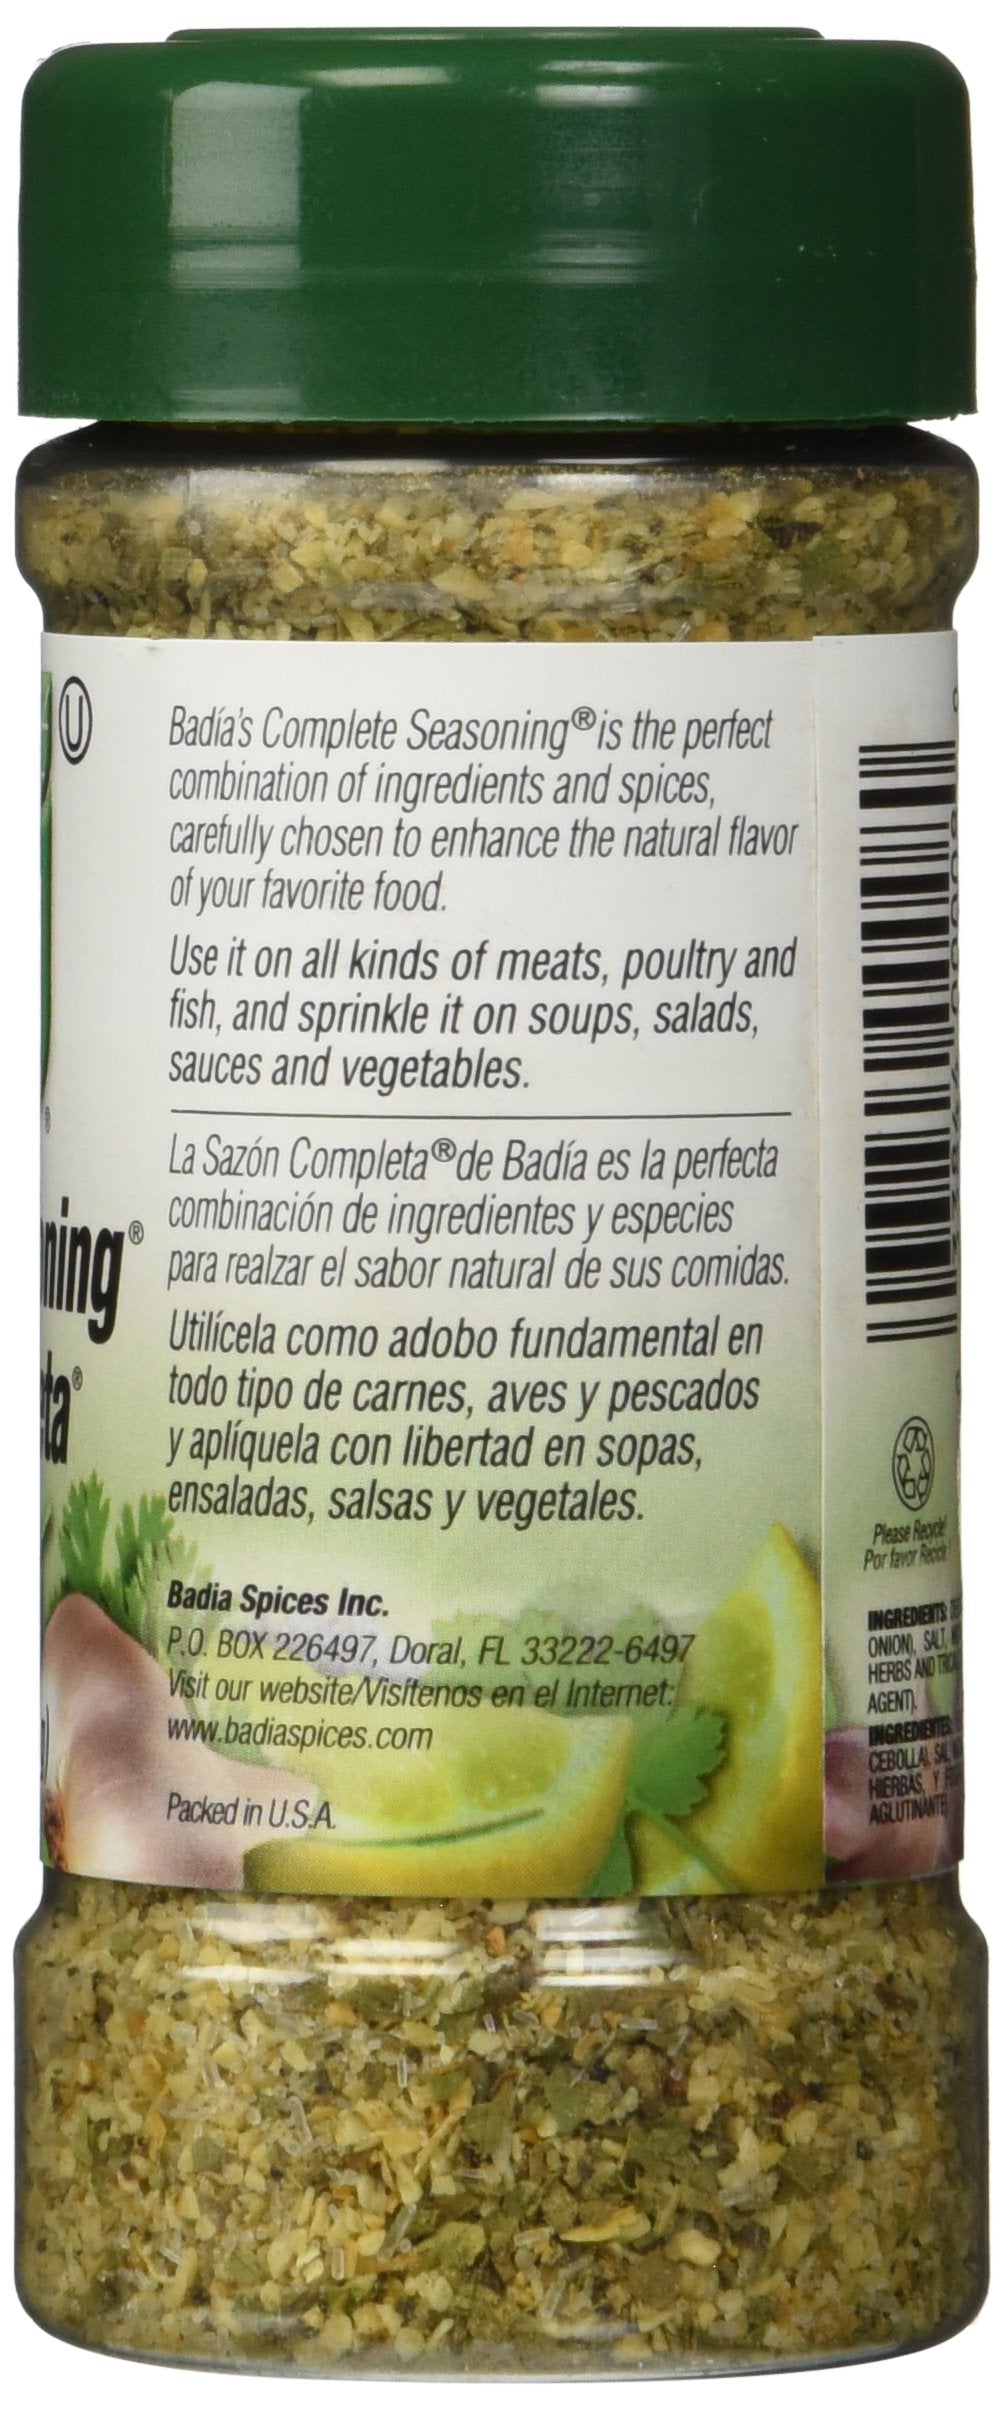 U
Badía's Complete Seasoning® is the perfect
combination of ingredients and spices,
carefully chosen to enhance the natural flavor
of your favorite food.
Use it on all kinds of meats, poultry and
fish, and sprinkle it on soups, salads,
sauces and vegetables.
La Sazón Completa® de Badía es la perfecta
combinación de ingredientes y especies
para realzar el sabor natural de sus comidas.
Utilícela como adobo fundamental en
todo tipo de carnes, aves y pescados
y aplíquela con libertad en sopas,
ensaladas, salsas y vegetales.
Badia Spices Inc.
P.O. BOX 226497, Doral, FL 33222-6497
Visit our website/Visítenos en el Internet:
www.badiaspices.com
Packed in U.S.A.
ning®
ta®
Please Recycle!
Por favor Recicle!
INGREDIENTS:
ONION), SALT,
HERBS AND
AGENT).
INGREDIENTES
CEBOLLA), SAL
HIERBAS, Y
AGLUTINANTE